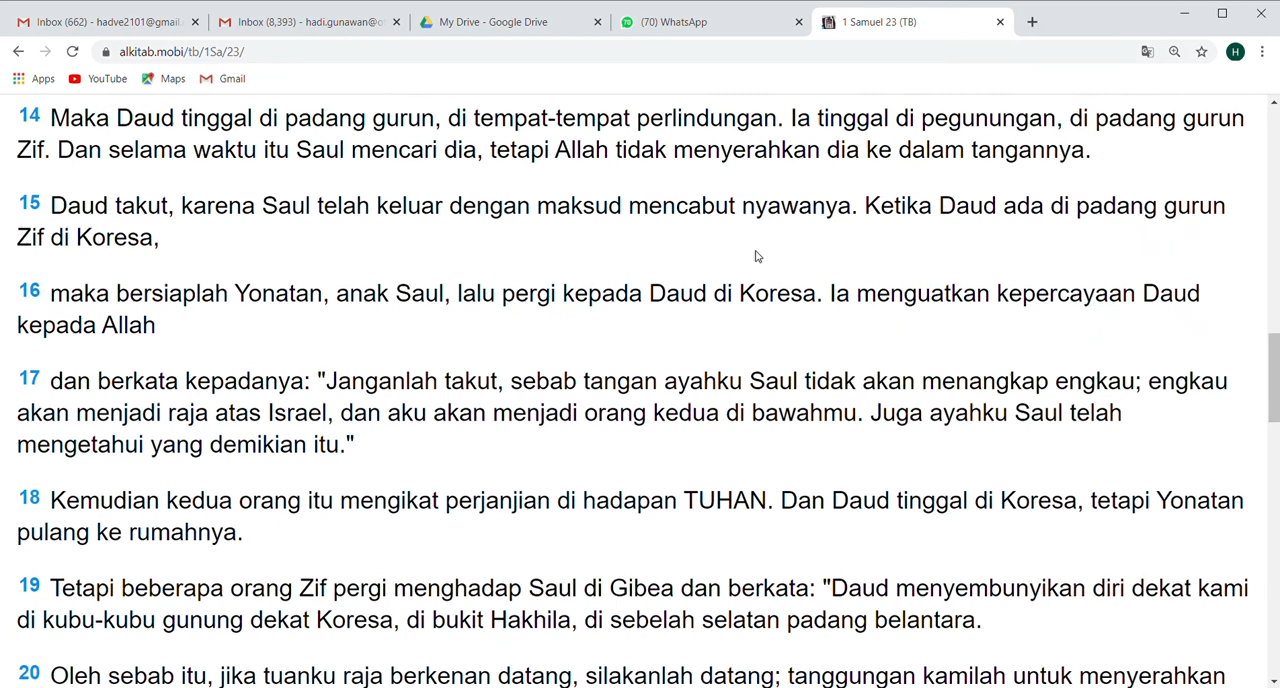 Inbox (662) - hadve2101@gmail.
Inbox (8,393) - hadi.gunawan@o
My Drive - Google Drive
(70) WhatsApp
1 Samuel 23 (TB)
alkitab.mobi/tb/1Sa/23/
H
Apps YouTube Maps Gmail
14 Maka Daud tinggal di padang gurun, di tempat-tempat perlindungan. Ia tinggal di pegunungan, di padang gurun
Zif. Dan selama waktu itu Saul mencari dia, tetapi Allah tidak menyerahkan dia ke dalam tangannya.
15 Daud takut, karena Saul telah keluar dengan maksud mencabut nyawanya. Ketika Daud ada di padang gurun
Zif di Koresa,
16 maka bersiaplah Yonatan, anak Saul, lalu pergi kepada Daud di Koresa. Ia menguatkan kepercayaan Daud
kepada Allah
17 dan berkata kepadanya: "Janganlah takut, sebab tangan ayahku Saul tidak akan menangkap engkau; engkau
akan menjadi raja atas Israel, dan aku akan menjadi orang kedua di bawahmu. Juga ayahku Saul telah
mengetahui yang demikian itu."
18 Kemudian kedua orang itu mengikat perjanjian di hadapan TUHAN. Dan Daud tinggal di Koresa, tetapi Yonatan
pulang ke rumahnya.
19 Tetapi beberapa orang Zif pergi menghadap Saul di Gibea dan berkata: "Daud menyembunyikan diri dekat kami
di kubu-kubu gunung dekat Koresa, di bukit Hakhila, di sebelah selatan padang belantara.
20 Oleh sebab itu, jika tuanku raja berkenan datang, silakanlah datang; tanggungan kamilah untuk menyerahkan